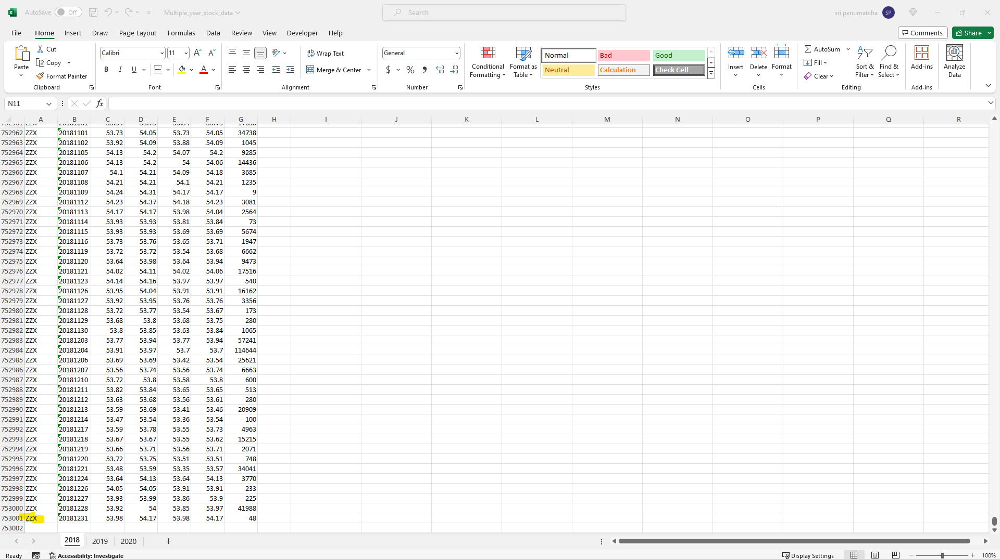 AutoSave Off Multiple_year_stock_data Search sri penumatcha SP
File Home Insert Draw Page Layout Formulas Data Review View Developer Help Comments Share
Paste Cut Copy Format Painter Clipboard
Calibri 11 A A B I U A Font
Wrap Text Merge & Center Alignment
General $ % Number
Conditional Formatting Format as Table Normal Bad Good Neutral Calculation Check Cell Styles
Insert Delete Format Cells
AutoSum Fill Clear Sort & Filter Find & Select Editing
Add-ins Add-ins Analyze Data
N11 fx
A B C D E F G H I J K L M N O P Q R
752962 ZZX 20181101 53.73 54.05 53.73 54.05 34738
752963 ZZX 20181102 53.92 54.09 53.88 54.09 1045
752964 ZZX 20181105 54.13 54.2 54.07 54.2 9285
752965 ZZX 20181106 54.13 54.2 54 54.06 14436
752966 ZZX 20181107 54.1 54.21 54.09 54.18 3685
752967 ZZX 20181108 54.21 54.21 54.1 54.21 1235
752968 ZZX 20181109 54.24 54.31 54.17 54.17 9
752969 ZZX 20181112 54.23 54.37 54.18 54.23 3081
752970 ZZX 20181113 54.17 54.17 53.98 54.04 2564
752971 ZZX 20181114 53.93 53.93 53.81 53.84 73
752972 ZZX 20181115 53.93 53.93 53.69 53.69 5674
752973 ZZX 20181116 53.73 53.76 53.65 53.71 1947
752974 ZZX 20181119 53.72 53.72 53.54 53.68 6662
752975 ZZX 20181120 53.64 53.98 53.64 53.94 9473
752976 ZZX 20181121 54.02 54.11 54.02 54.06 17516
752977 ZZX 20181123 54.14 54.16 53.97 53.97 540
752978 ZZX 20181126 53.95 54.04 53.91 53.91 16162
752979 ZZX 20181127 53.92 53.95 53.76 53.76 3356
752980 ZZX 20181128 53.72 53.77 53.54 53.67 173
752981 ZZX 20181129 53.68 53.8 53.68 53.75 280
752982 ZZX 20181130 53.8 53.85 53.63 53.84 1065
752983 ZZX 20181203 53.77 53.94 53.77 53.94 57241
752984 ZZX 20181204 53.91 53.97 53.7 53.7 114644
752985 ZZX 20181206 53.69 53.69 53.42 53.54 25621
752986 ZZX 20181207 53.56 53.74 53.56 53.74 6663
752987 ZZX 20181210 53.72 53.8 53.58 53.8 600
752988 ZZX 20181211 53.82 53.84 53.65 53.65 513
752989 ZZX 20181212 53.63 53.68 53.56 53.61 280
752990 ZZX 20181213 53.59 53.69 53.41 53.46 20909
752991 ZZX 20181214 53.47 53.54 53.36 53.54 100
752992 ZZX 20181217 53.59 53.78 53.55 53.73 4963
752993 ZZX 20181218 53.67 53.67 53.55 53.62 15215
752994 ZZX 20181219 53.66 53.71 53.56 53.71 2071
752995 ZZX 20181220 53.72 53.75 53.51 53.51 748
752996 ZZX 20181221 53.48 53.59 53.35 53.57 34041
752997 ZZX 20181224 53.64 54.13 53.64 54.13 3770
752998 ZZX 20181226 54.05 54.05 53.91 53.91 233
752999 ZZX 20181227 53.93 53.99 53.86 53.9 225
753000 ZZX 20181228 53.92 54 53.85 53.97 41988
753001 ZZX 20181231 53.98 54.17 53.98 54.17 48
753002
2018 2019 2020
Ready Accessibility: Investigate Display Settings 100%